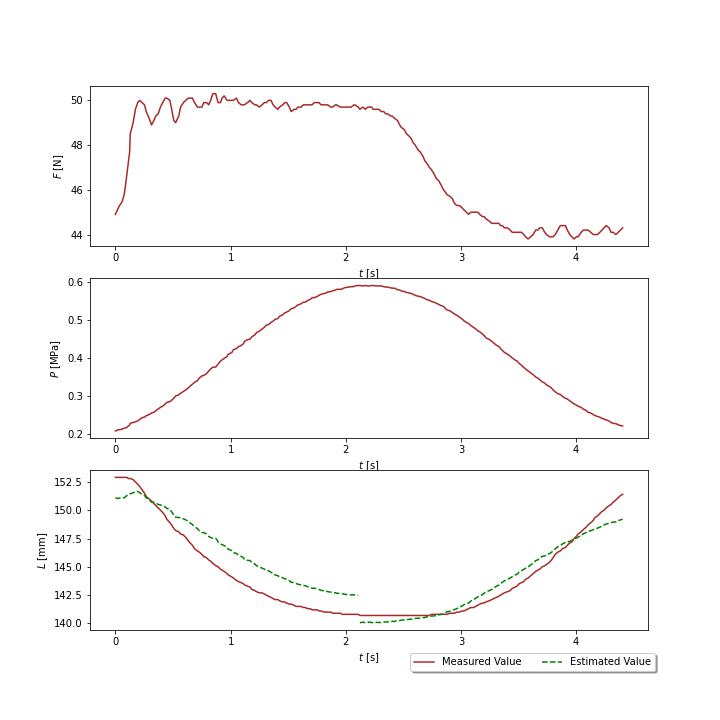 50
48
46
44
F [N]
0 1 2 3 4
t [s]
0.6
0.5
0.4
0.3
0.2
P [MPa]
0 1 2 3 4
t [s]
152.5
150.0
147.5
145.0
142.5
140.0
L [mm]
0 1 2 3 4
t [s]
Measured Value Estimated Value